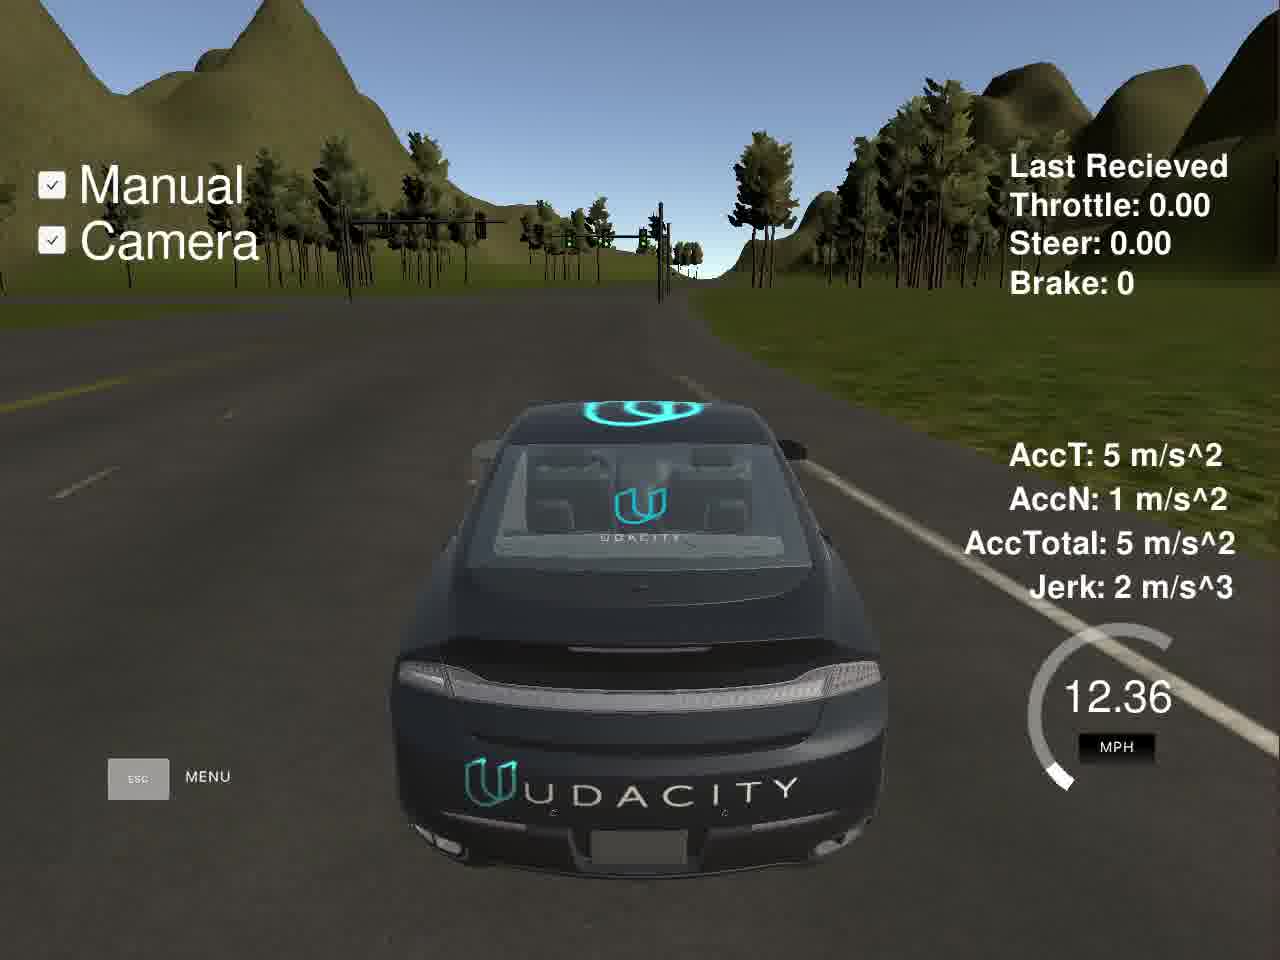 Manual
Camera
Last Recieved
Throttle: 0.00
Steer: 0.00
Brake: 0
AccT: 5 m/s^2
AccN: 1 m/s^2
AccTotal: 5 m/s^2
Jerk: 2 m/s^3
UDACITY
12.36
MPH
ESC
MENU
UDACITY